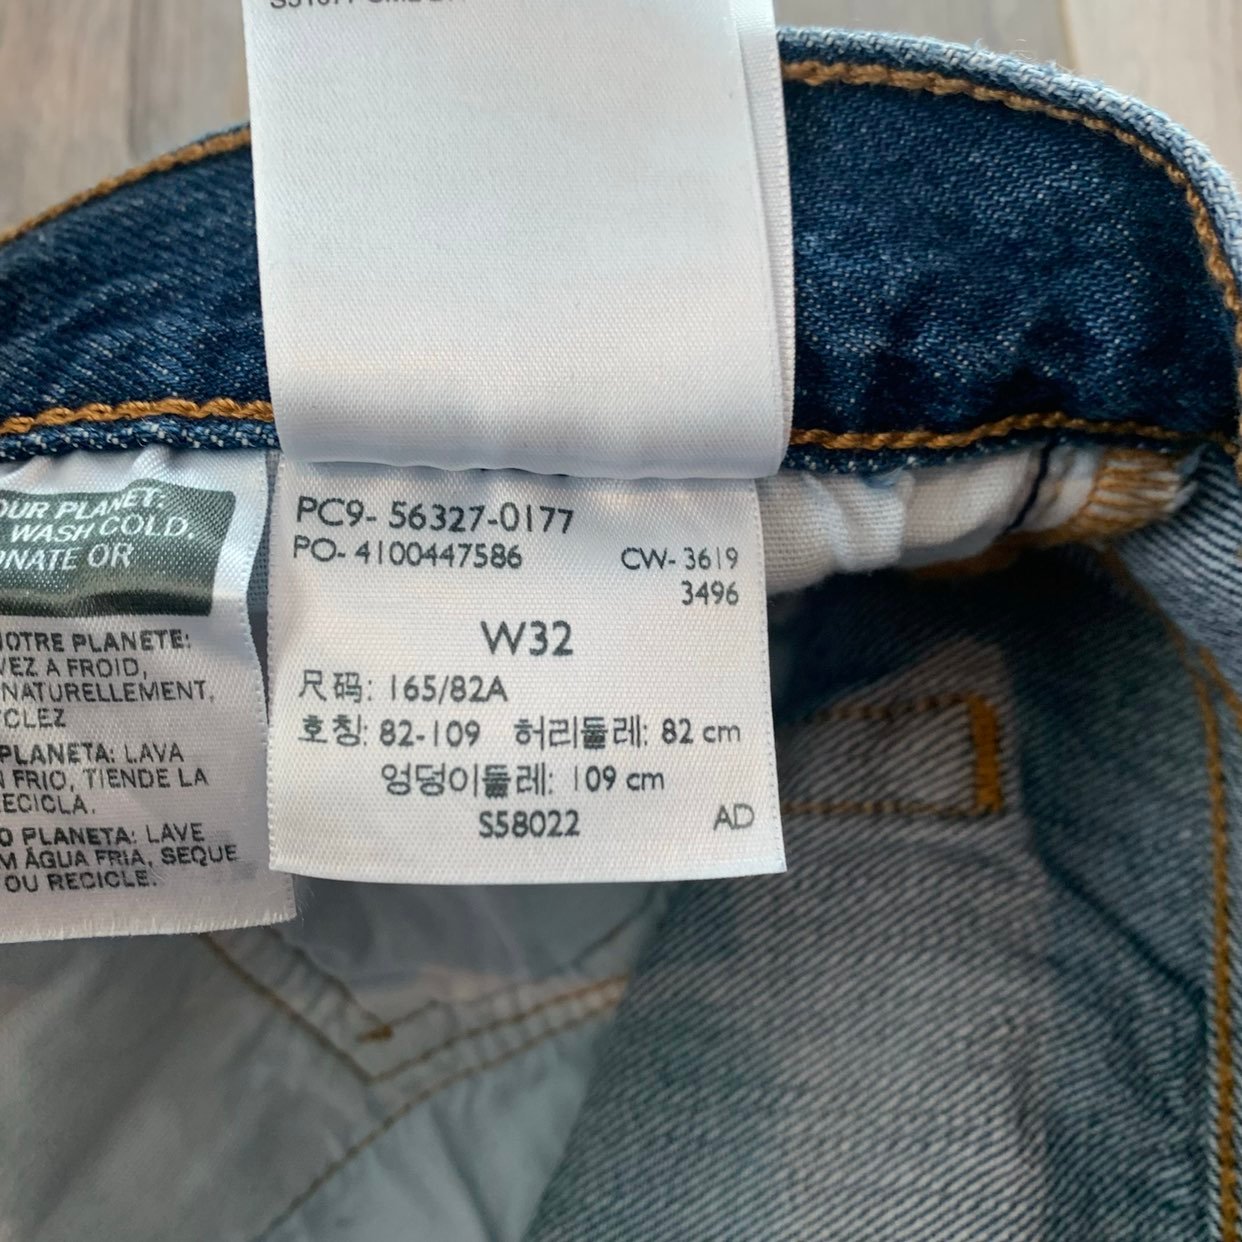 OUR PLANET:
WASH COLD,
ONATE OR
NOTRE PLANETE:
VEZ A FROID,
NATURELLEMENT,
CLEZ
PLANETA: LAVA
N FRIO, TIENDE LA
ECICLA.
O PLANETA: LAVE
M ÁGUA FRIA, SEQUE
OU RECICLE.
PC9- 56327-0177
PO- 4100447586 CW- 3619
3496
W32
尺码: 165/82A
호칭: 82-109 허리둘레: 82 cm
엉덩이둘레: 109 cm
S58022 AD